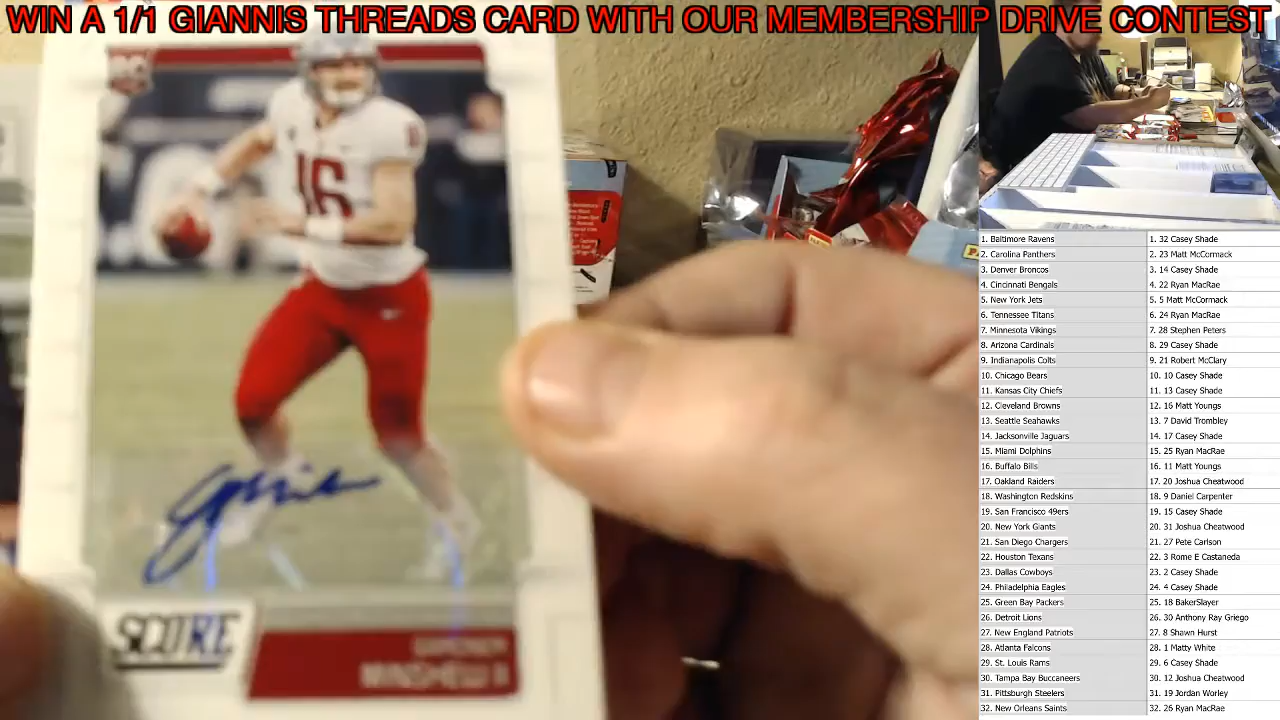 WIN A 1/1 GIANNIS THREADS CARD WITH OUR MEMBERSHIP DRIVE CONTEST
16
SCORE
GARDNER
MINSHEW II
1. Baltimore Ravens 1. 32 Casey Shade
2. Carolina Panthers 2. 23 Matt McCormack
3. Denver Broncos 3. 14 Casey Shade
4. Cincinnati Bengals 4. 22 Ryan MacRae
5. New York Jets 5. 5 Matt McCormack
6. Tennessee Titans 6. 24 Ryan MacRae
7. Minnesota Vikings 7. 28 Stephen Peters
8. Arizona Cardinals 8. 29 Casey Shade
9. Indianapolis Colts 9. 21 Robert McClary
10. Chicago Bears 10. 10 Casey Shade
11. Kansas City Chiefs 11. 13 Casey Shade
12. Cleveland Browns 12. 16 Matt Youngs
13. Seattle Seahawks 13. 7 David Trombley
14. Jacksonville Jaguars 14. 17 Casey Shade
15. Miami Dolphins 15. 25 Ryan MacRae
16. Buffalo Bills 16. 11 Matt Youngs
17. Oakland Raiders 17. 20 Joshua Cheatwood
18. Washington Redskins 18. 9 Daniel Carpenter
19. San Francisco 49ers 19. 15 Casey Shade
20. New York Giants 20. 31 Joshua Cheatwood
21. San Diego Chargers 21. 27 Pete Carlson
22. Houston Texans 22. 3 Rome E Castaneda
23. Dallas Cowboys 23. 2 Casey Shade
24. Philadelphia Eagles 24. 4 Casey Shade
25. Green Bay Packers 25. 18 BakerSlayer
26. Detroit Lions 26. 30 Anthony Ray Griego
27. New England Patriots 27. 8 Shawn Hurst
28. Atlanta Falcons 28. 1 Matty White
29. St. Louis Rams 29. 6 Casey Shade
30. Tampa Bay Buccaneers 30. 12 Joshua Cheatwood
31. Pittsburgh Steelers 31. 19 Jordan Worley
32. New Orleans Saints 32. 26 Ryan MacRae